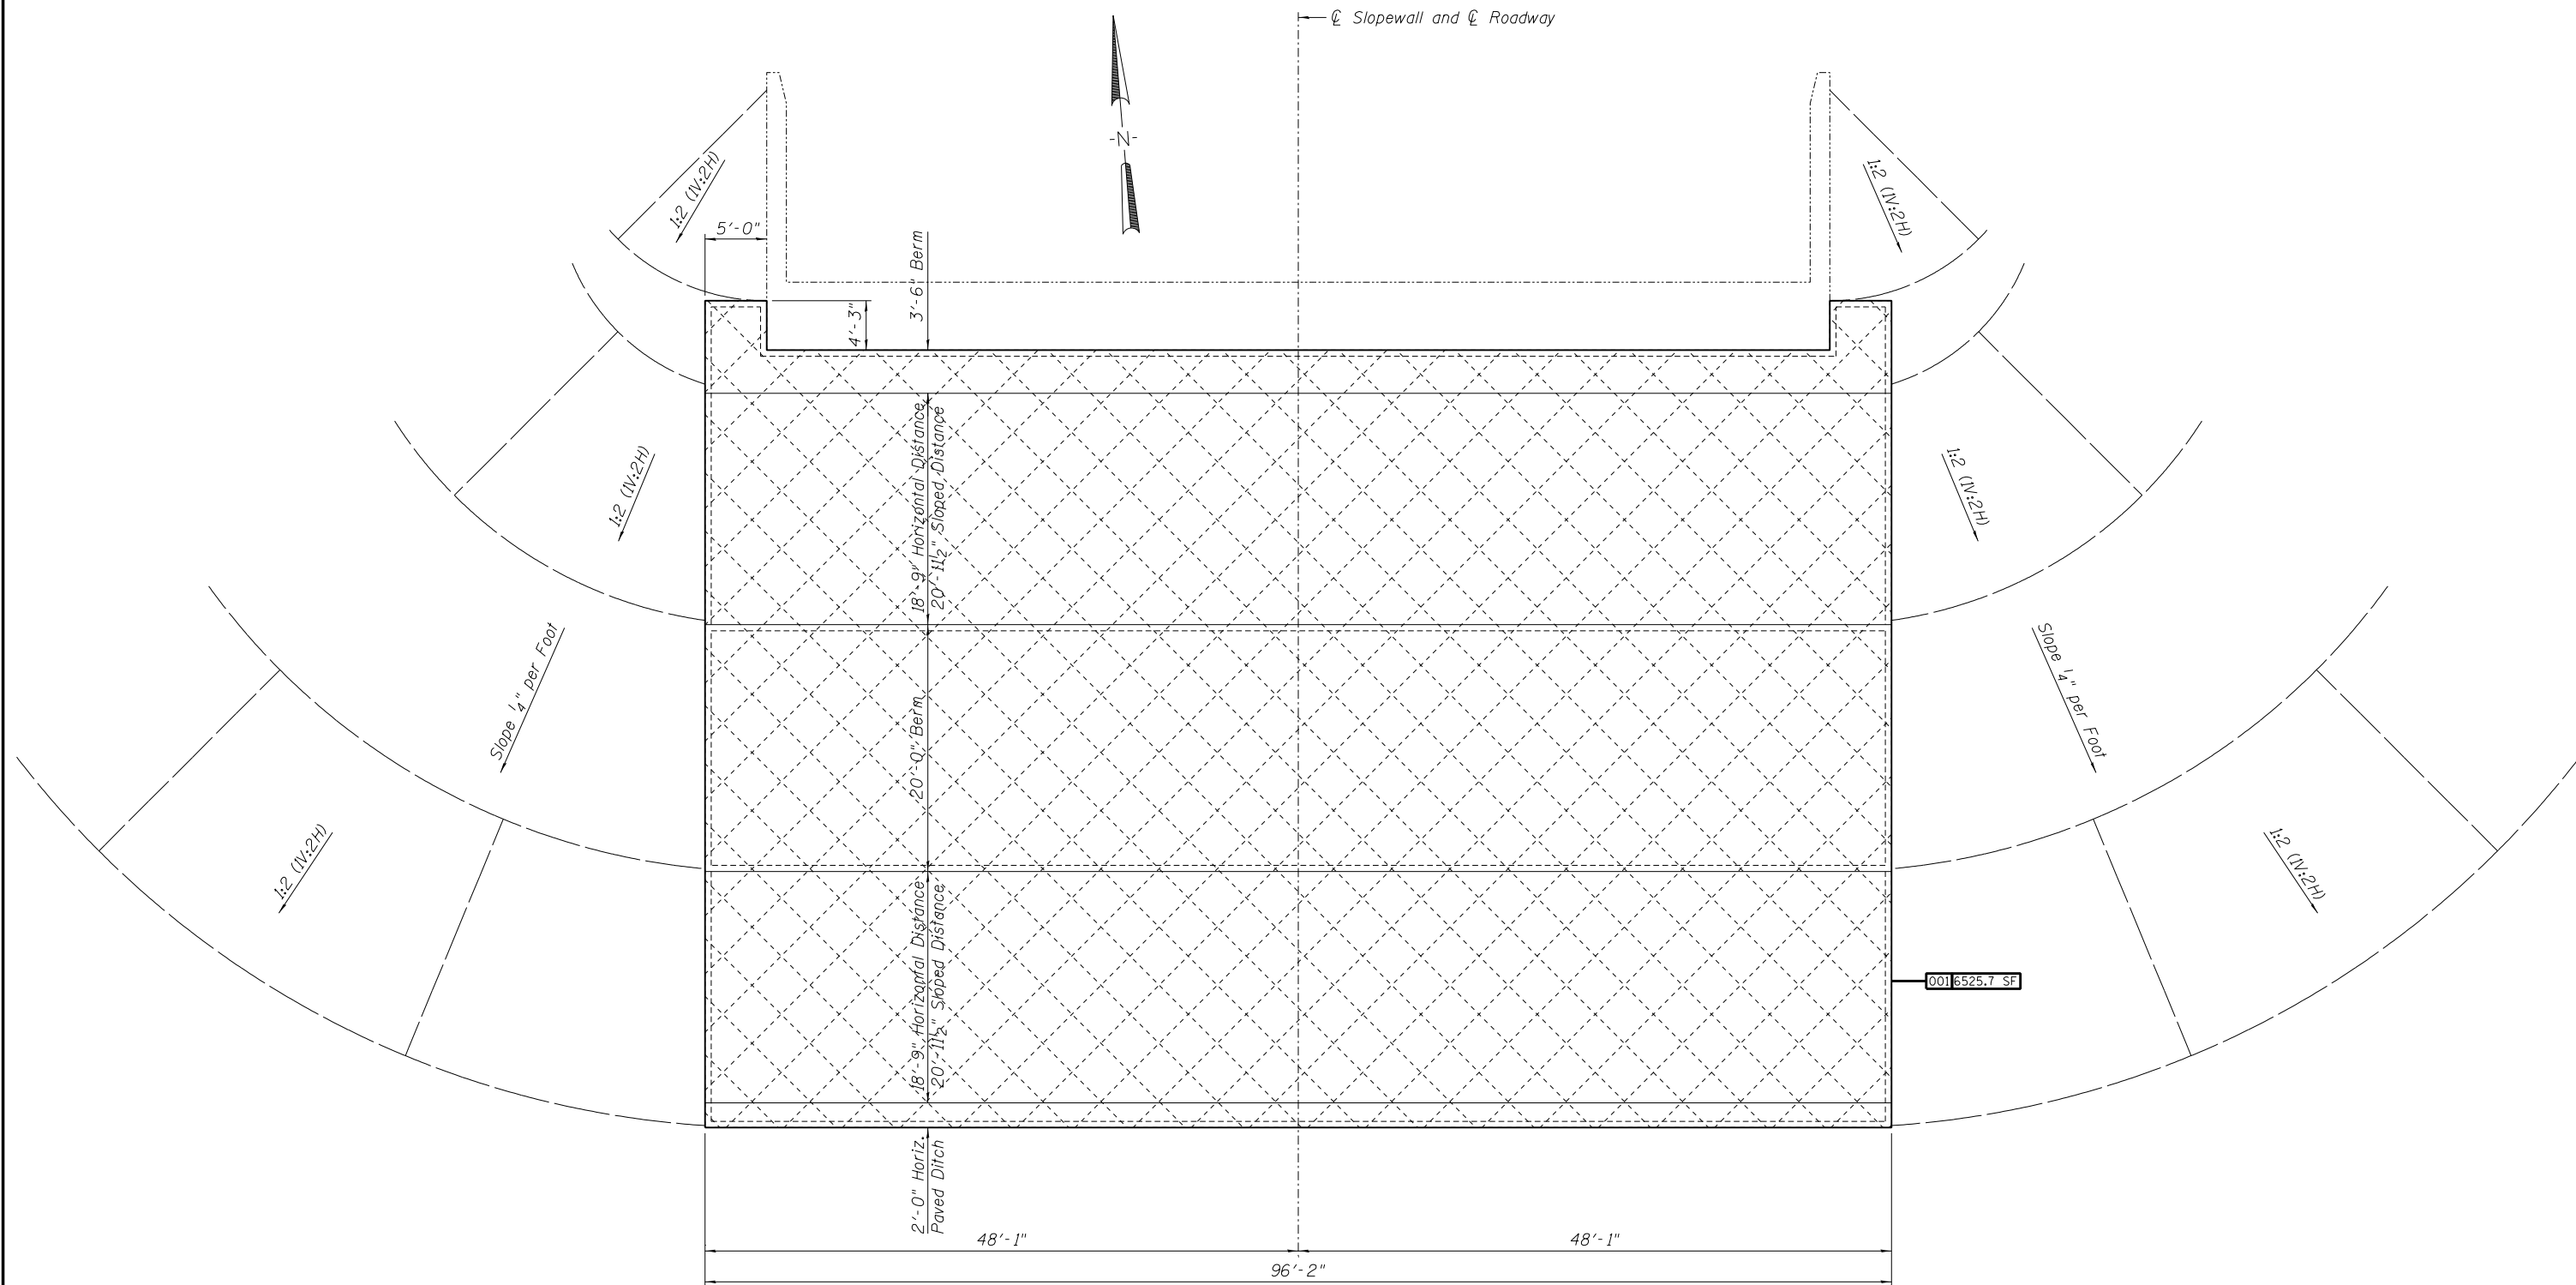 ℄ Slopewall and ℄ Roadway
-N-
1:2 (1V:2H)
1:2 (1V:2H)
5'-0"
3'-6" Berm
4'-3"
18'-9" Horizontal Distance
20'-11 1/2" Sloped Distance
1:2 (1V:2H)
1:2 (1V:2H)
Slope 1/4" per Foot
Slope 1/4" per Foot
20'-0" Berm
1:2 (1V:2H)
1:2 (1V:2H)
18'-9" Horizontal Distance
20'-11 1/2" Sloped Distance
001 6525.7 SF
2'-0" Horiz.
Paved Ditch
48'-1"
48'-1"
96'-2"